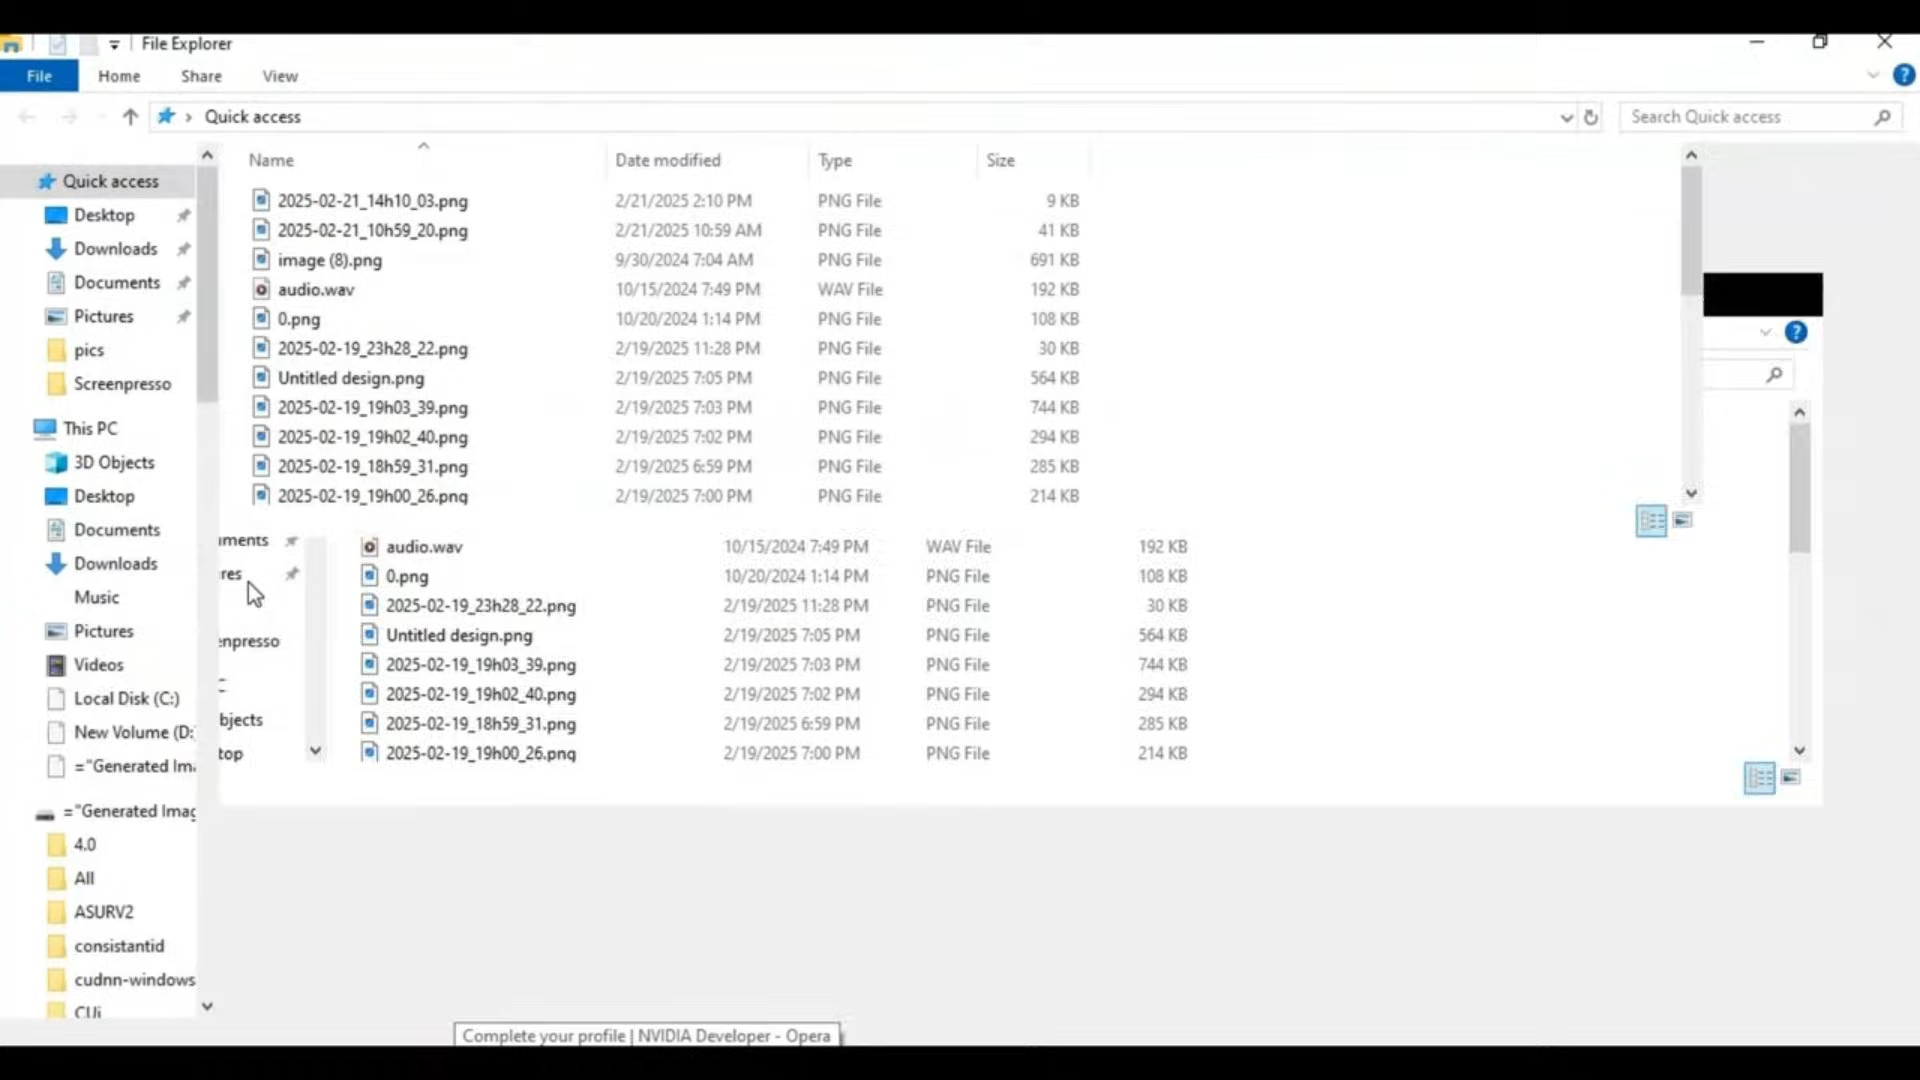 File Explorer
File Home Share View
Quick access
Search Quick access
Name Date modified Type Size
Quick access
Desktop
Downloads
Documents
Pictures
pics
Screenpresso
This PC
3D Objects
Desktop
Documents
Downloads
Music
Pictures
Videos
Local Disk (C:)
New Volume (D:
="Generated Ima
="Generated Imag
4.0
All
ASURV2
consistantid
cudnn-windows
CUi
2025-02-21_14h10_03.png 2/21/2025 2:10 PM PNG File 9 KB
2025-02-21_10h59_20.png 2/21/2025 10:59 AM PNG File 41 KB
image (8).png 9/30/2024 7:04 AM PNG File 691 KB
audio.wav 10/15/2024 7:49 PM WAV File 192 KB
0.png 10/20/2024 1:14 PM PNG File 108 KB
2025-02-19_23h28_22.png 2/19/2025 11:28 PM PNG File 30 KB
Untitled design.png 2/19/2025 7:05 PM PNG File 564 KB
2025-02-19_19h03_39.png 2/19/2025 7:03 PM PNG File 744 KB
2025-02-19_19h02_40.png 2/19/2025 7:02 PM PNG File 294 KB
2025-02-19_18h59_31.png 2/19/2025 6:59 PM PNG File 285 KB
2025-02-19_19h00_26.png 2/19/2025 7:00 PM PNG File 214 KB
uments
res
enpresso
bjects
top
audio.wav 10/15/2024 7:49 PM WAV File 192 KB
0.png 10/20/2024 1:14 PM PNG File 108 KB
2025-02-19_23h28_22.png 2/19/2025 11:28 PM PNG File 30 KB
Untitled design.png 2/19/2025 7:05 PM PNG File 564 KB
2025-02-19_19h03_39.png 2/19/2025 7:03 PM PNG File 744 KB
2025-02-19_19h02_40.png 2/19/2025 7:02 PM PNG File 294 KB
2025-02-19_18h59_31.png 2/19/2025 6:59 PM PNG File 285 KB
2025-02-19_19h00_26.png 2/19/2025 7:00 PM PNG File 214 KB
Complete your profile | NVIDIA Developer - Opera